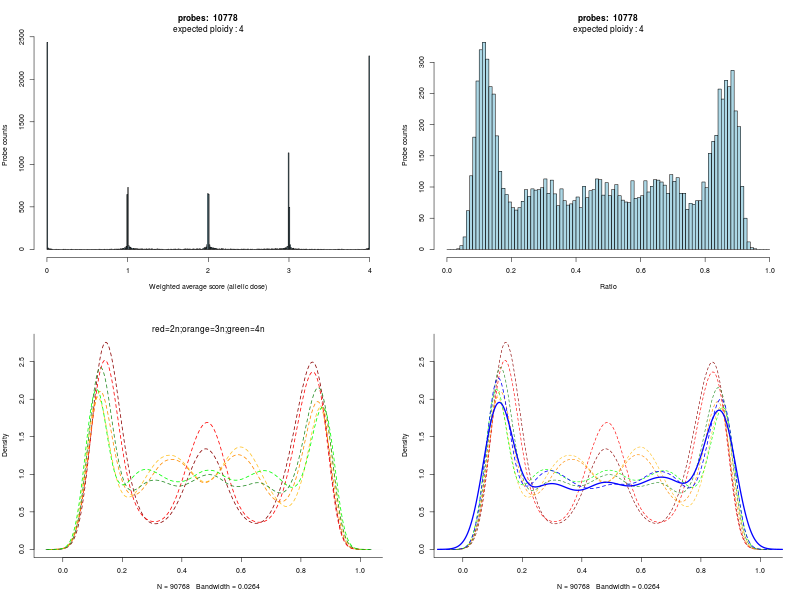 probes: 10778
expected ploidy : 4
Probe counts
2500
2000
1500
1000
500
0
0 1 2 3 4
Weighted average score (allelic dose)
probes: 10778
expected ploidy : 4
Probe counts
300
250
200
150
100
50
0
0.0 0.2 0.4 0.6 0.8 1.0
Ratio
red=2n;orange=3n;green=4n
Density
2.5
2.0
1.5
1.0
0.5
0.0
0.0 0.2 0.4 0.6 0.8 1.0
N = 90768 Bandwidth = 0.0264
Density
2.5
2.0
1.5
1.0
0.5
0.0
0.0 0.2 0.4 0.6 0.8 1.0
N = 90768 Bandwidth = 0.0264